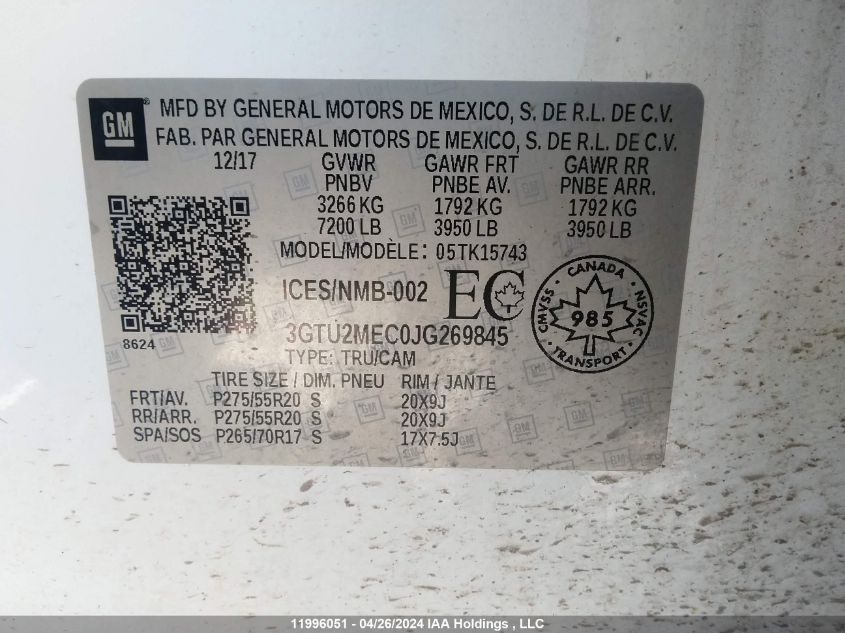 GM
MFD BY GENERAL MOTORS DE MEXICO, S. DE R.L. DE C.V.
FAB. PAR GENERAL MOTORS DE MEXICO, S. DE R.L. DE C.V.
12/17 GVWR GAWR FRT GAWR RR
PNBV PNBE AV. PNBE ARR.
3266 KG 1792 KG 1792 KG
7200 LB 3950 LB 3950 LB
MODEL/MODÈLE: 05TK15743
ICES/NMB-002 EC
CANADA
CMVSS 985 NSVAC
TRANSPORT
8624
3GTU2MEC0JG269845
TYPE: TRU/CAM
TIRE SIZE / DIM. PNEU RIM / JANTE
FRT/AV. P275/55R20 S 20X9J
RR/ARR. P275/55R20 S 20X9J
SPA/SOS P265/70R17 S 17X7.5J
11996051 - 04/26/2024 IAA Holdings , LLC